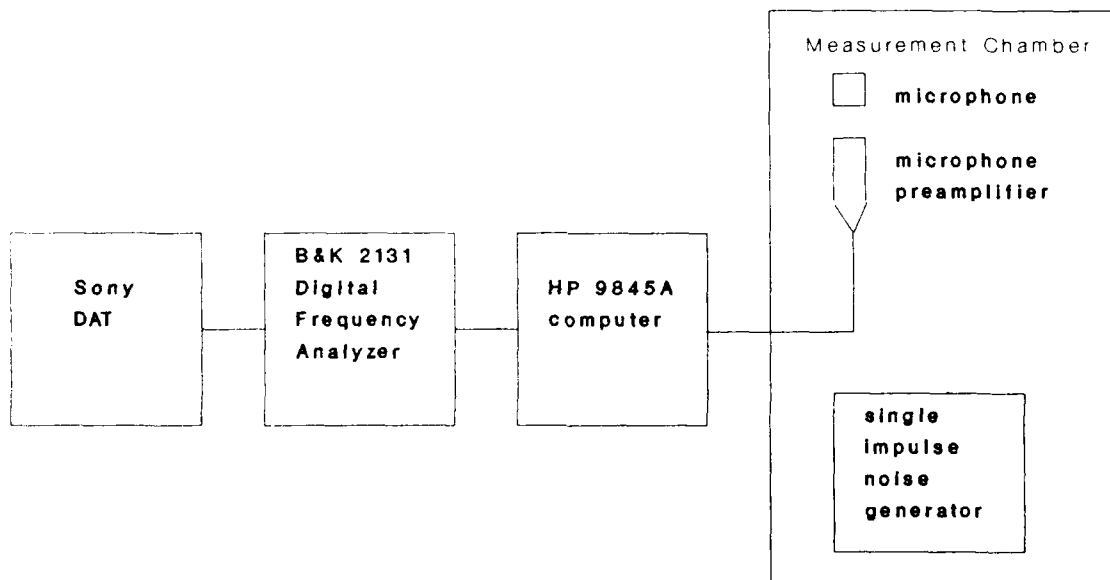 Measurement Chamber
microphone
microphone
preamplifier
Sony
DAT
B&K 2131
Digital
Frequency
Analyzer
HP 9845A
computer
single
impulse
noise
generator